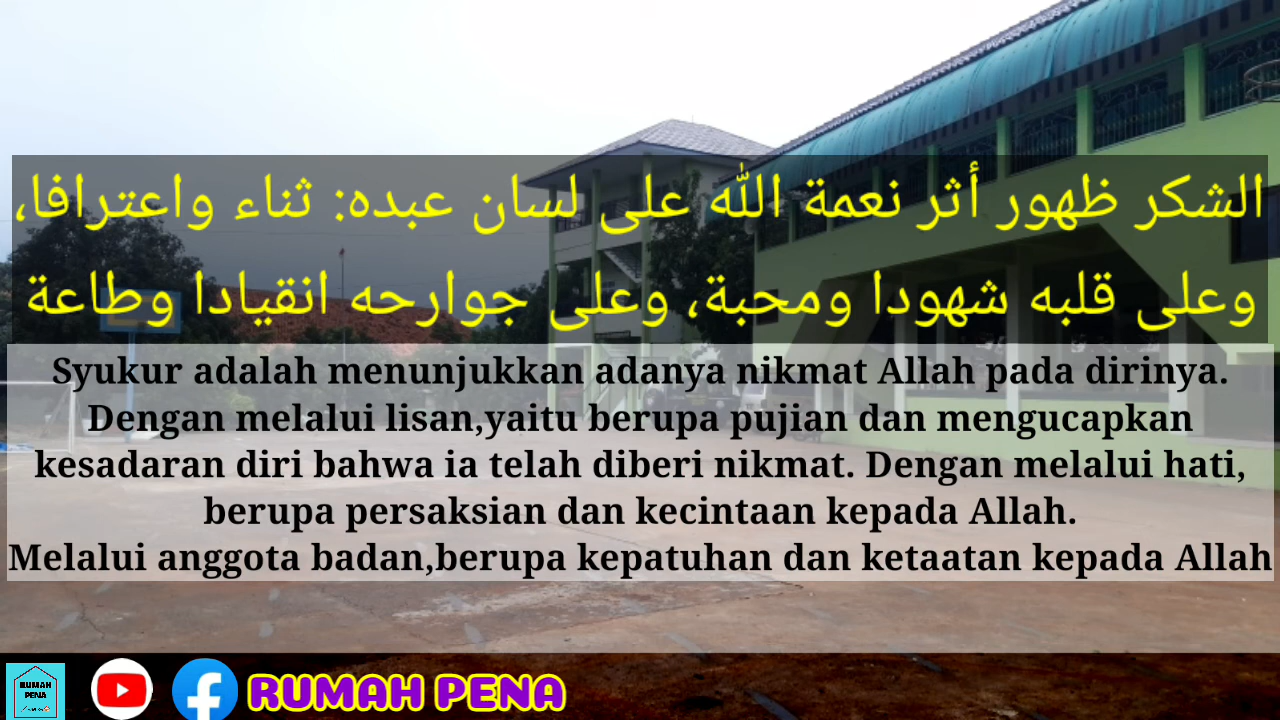 الشكر ظهور أثر نعمة الله على لسان عبده: ثناء واعترافا،
وعلى قلبه شهودا ومحبة، وعلى جوارحه انقيادا وطاعة
Syukur adalah menunjukkan adanya nikmat Allah pada dirinya.
Dengan melalui lisan,yaitu berupa pujian dan mengucapkan
kesadaran diri bahwa ia telah diberi nikmat. Dengan melalui hati,
berupa persaksian dan kecintaan kepada Allah.
Melalui anggota badan,berupa kepatuhan dan ketaatan kepada Allah
RUMAH
PENA
RUMAH PENA